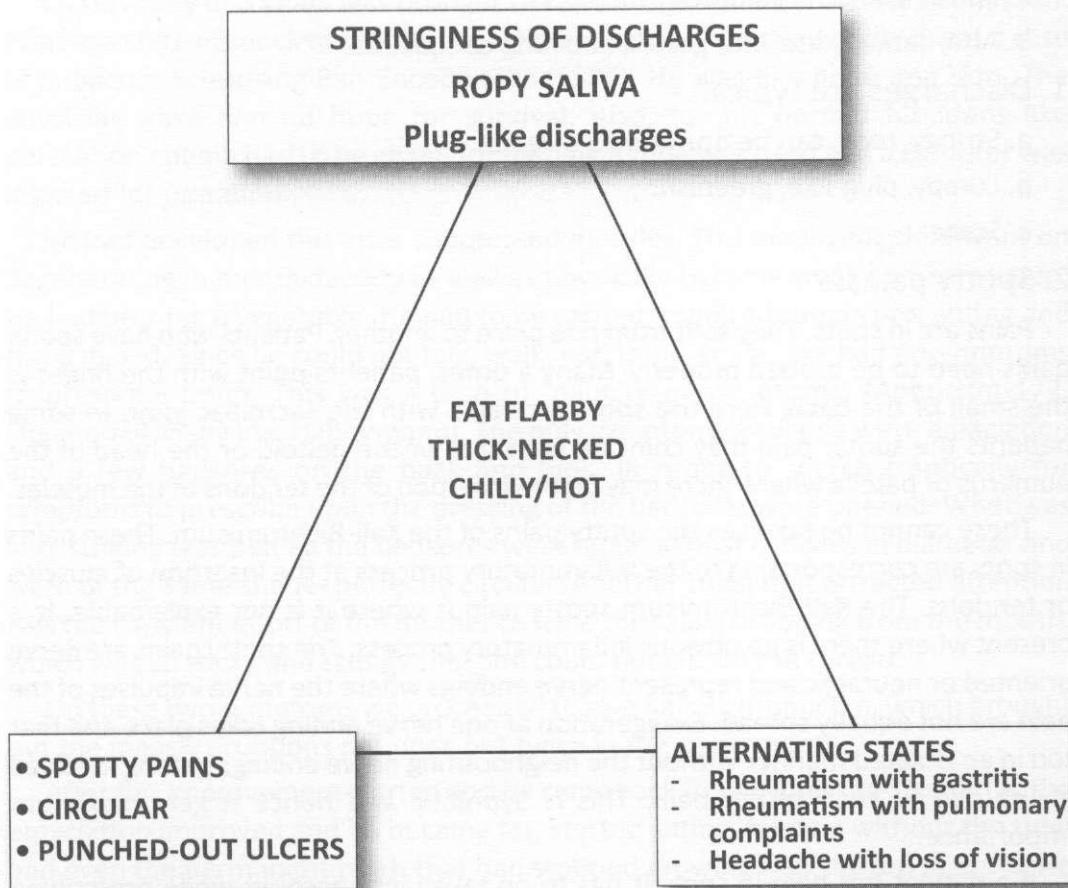 STRINGINESS OF DISCHARGES
ROPY SALIVA
Plug-like discharges
FAT FLABBY
THICK-NECKED
CHILLY/HOT
• SPOTTY PAINS
• CIRCULAR
• PUNCHED-OUT ULCERS
ALTERNATING STATES
- Rheumatism with gastritis
- Rheumatism with pulmonary
complaints
- Headache with loss of vision